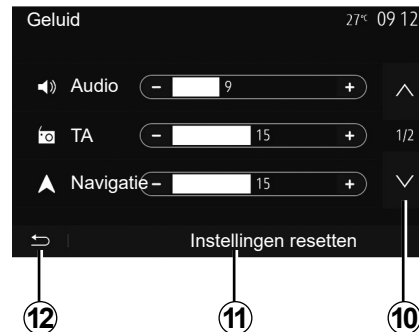 Geluid 27°C 09 12
Audio - 9 +
TA - 15 + 1/2
Navigatie - 15 +
Instellingen resetten
12 11 10